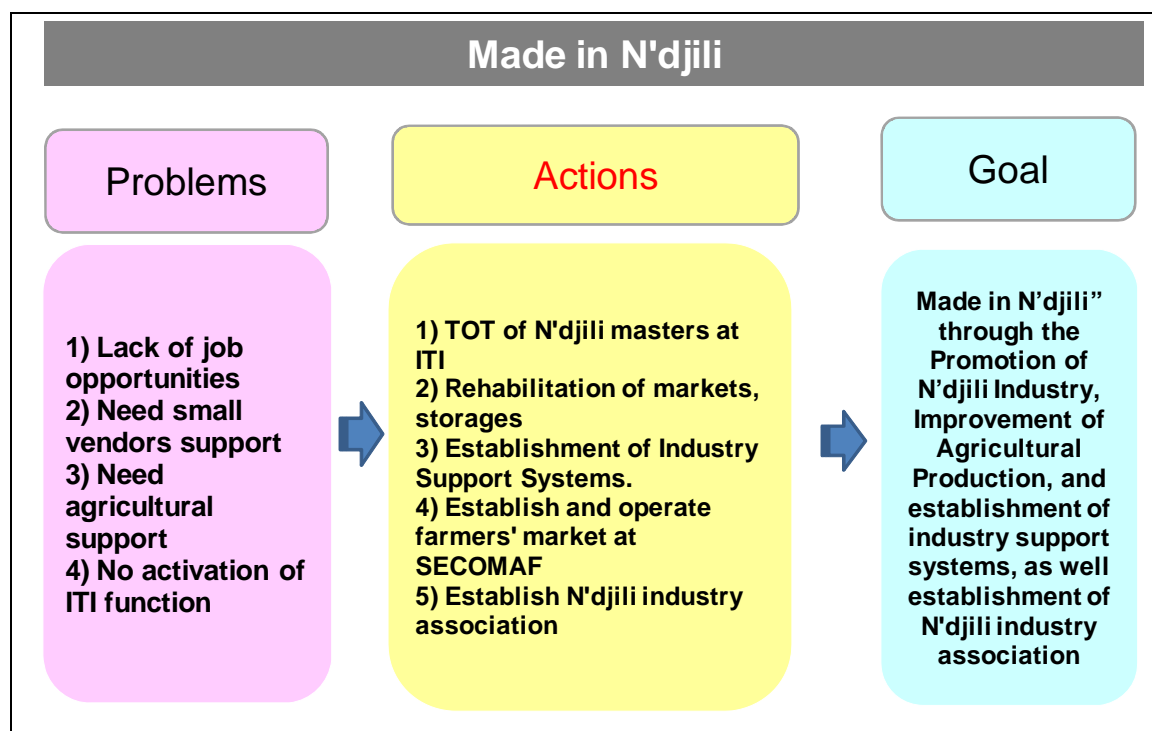 Made in N'djili
Problems
Actions
Goal
1) Lack of job
opportunities
2) Need small
vendors support
3) Need
agricultural
support
4) No activation of
ITI function
1) TOT of N'djili masters at
ITI
2) Rehabilitation of markets,
storages
3) Establishment of Industry
Support Systems.
4) Establish and operate
farmers' market at
SECOMAF
5) Establish N'djili industry
association
Made in N’djili”
through the
Promotion of
N’djili Industry,
Improvement of
Agricultural
Production, and
establishment of
industry support
systems, as well
establishment of
N'djili industry
association